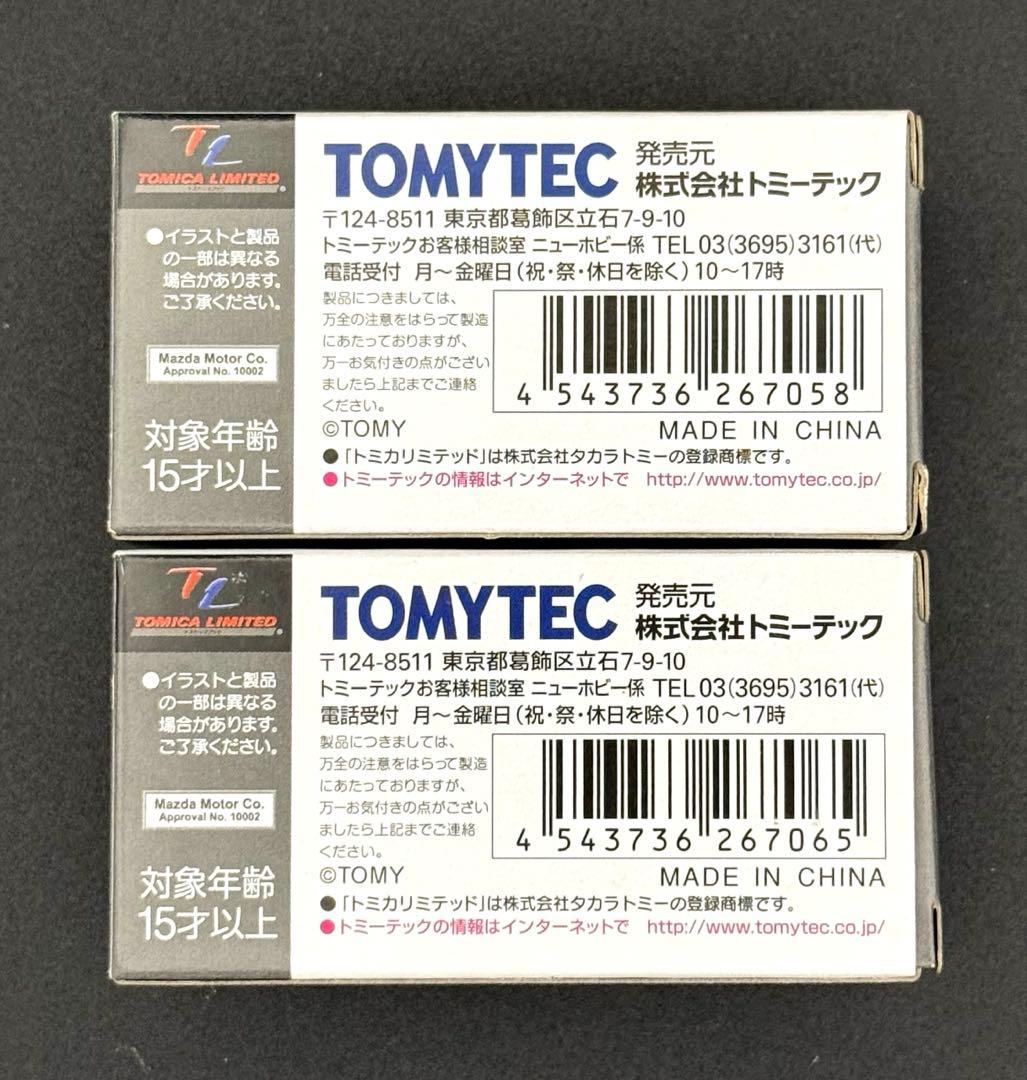 TL
TOMICA LIMITED
●イラストと製品
の一部は異なる
場合があります。
ご了承ください。
Mazda Motor Co.
Approval No. 10002
対象年齢
15才以上
TOMYTEC
発売元
株式会社トミーテック
〒124-8511 東京都葛飾区立石7-9-10
トミーテックお客様相談室 ニューホビー係 TEL 03(3695)3161(代)
電話受付 月〜金曜日(祝・祭・休日を除く)10〜17時
製品につきましては、
万全の注意をはらって製造
にあたっておりますが、
万一お気付きの点がござい
ましたら上記までご連絡
ください。
4 543736 267058
©TOMY
MADE IN CHINA
●「トミカリミテッド」は株式会社タカラトミーの登録商標です。
●トミーテックの情報はインターネットで http://www.tomytec.co.jp/
TL
TOMICA LIMITED
●イラストと製品
の一部は異なる
場合があります。
ご了承ください。
Mazda Motor Co.
Approval No. 10002
対象年齢
15才以上
TOMYTEC
発売元
株式会社トミーテック
〒124-8511 東京都葛飾区立石7-9-10
トミーテックお客様相談室 ニューホビー係 TEL 03(3695)3161(代)
電話受付 月〜金曜日(祝・祭・休日を除く)10〜17時
製品につきましては、
万全の注意をはらって製造
にあたっておりますが、
万一お気付きの点がござい
ましたら上記までご連絡
ください。
4 543736 267065
©TOMY
MADE IN CHINA
●「トミカリミテッド」は株式会社タカラトミーの登録商標です。
●トミーテックの情報はインターネットで http://www.tomytec.co.jp/